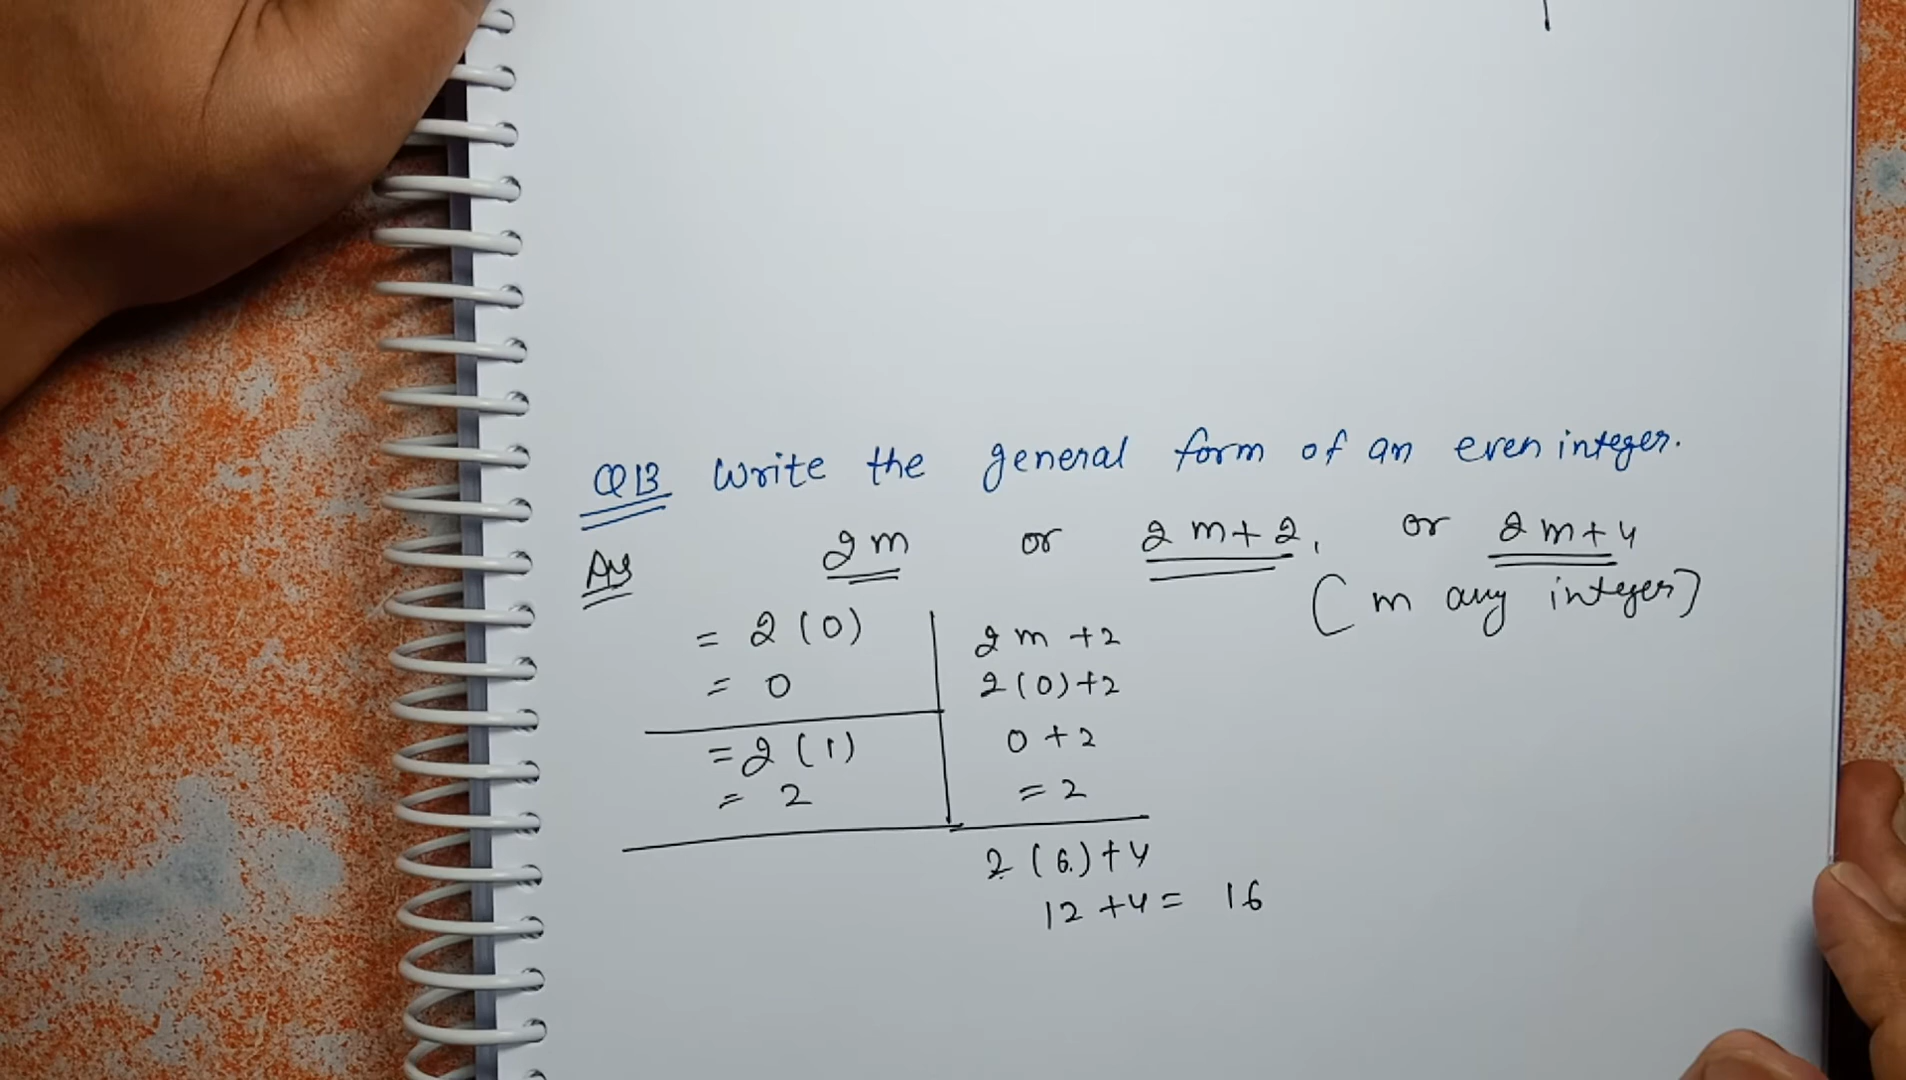 Q13 Write the general form of an even integer.
Ans 2m or 2m+2, or 2m+4
(m any integer)
= 2(0)
= 0
= 2(1)
= 2
2m+2
2(0)+2
0+2
=2
2(6)+4
12+4= 16